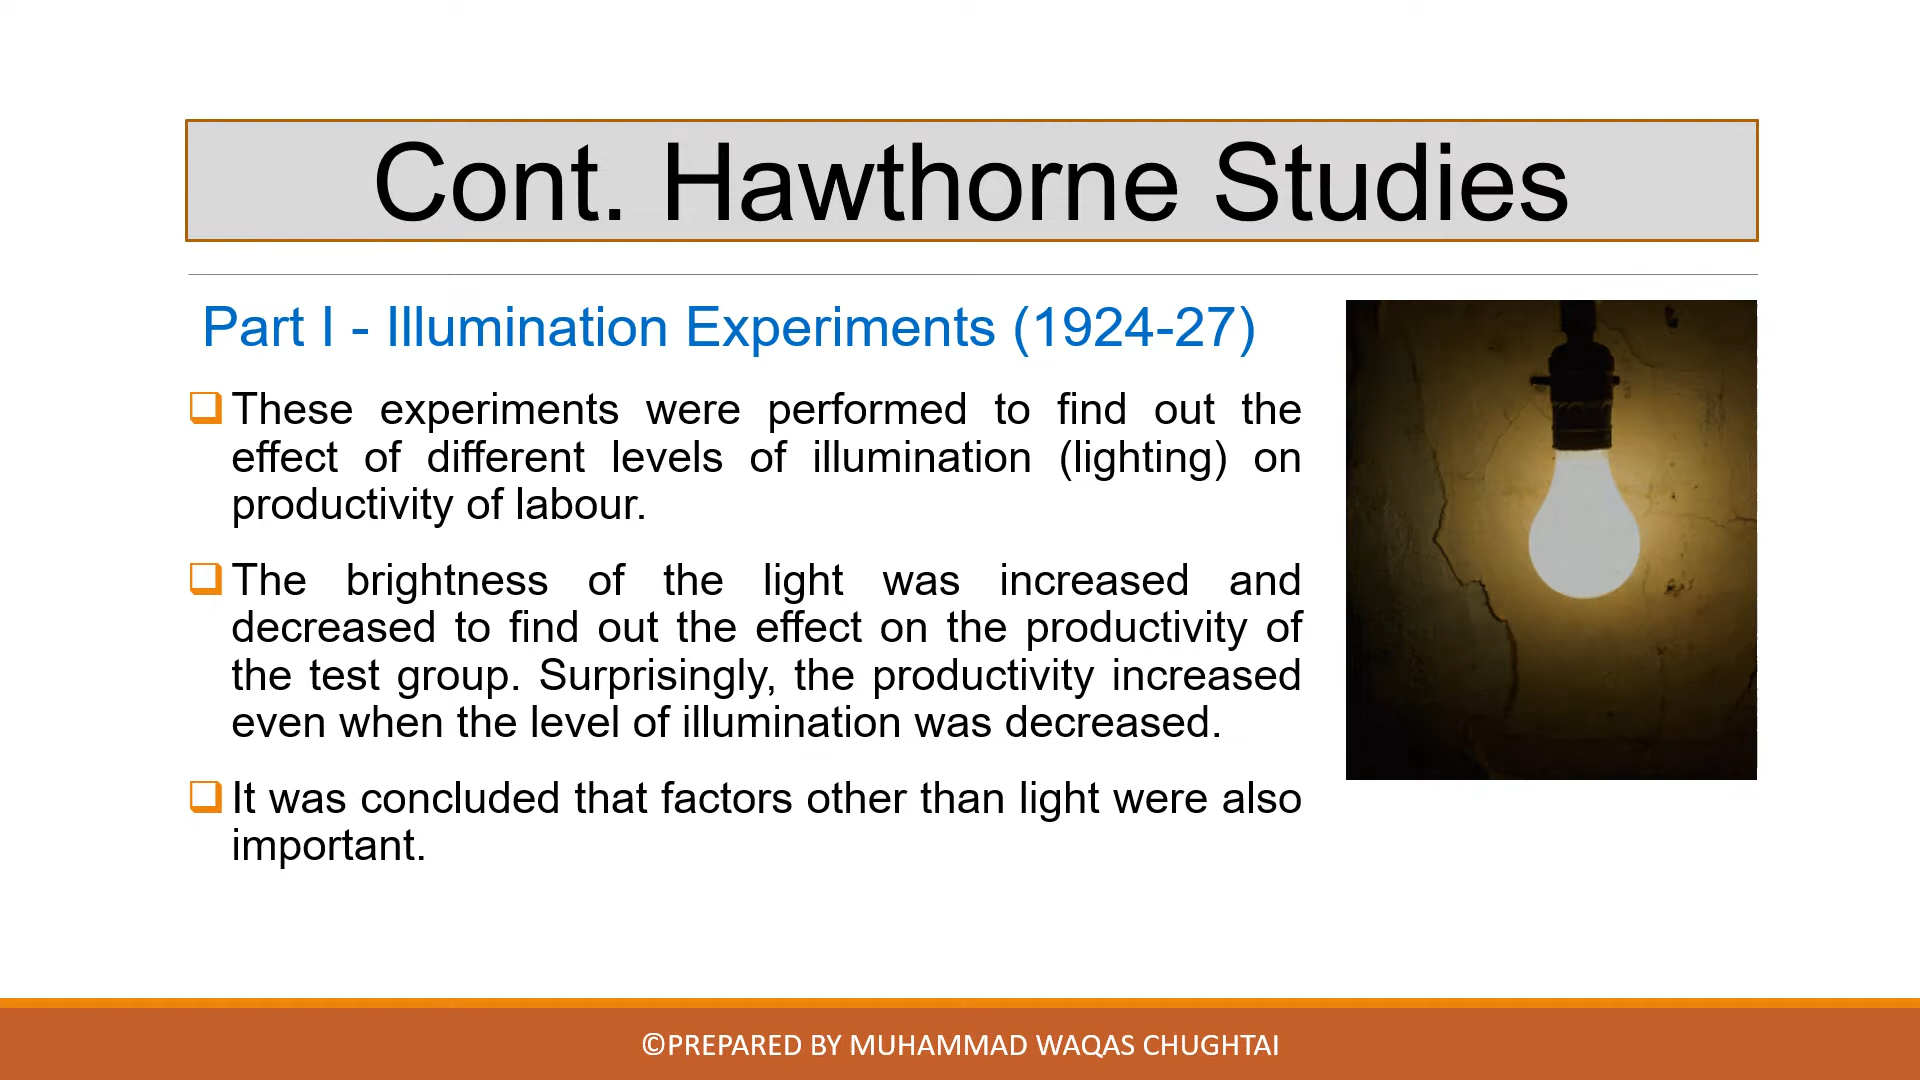 Cont. Hawthorne Studies
Part I - Illumination Experiments (1924-27)
These experiments were performed to find out the
effect of different levels of illumination (lighting) on
productivity of labour.
The brightness of the light was increased and
decreased to find out the effect on the productivity of
the test group. Surprisingly, the productivity increased
even when the level of illumination was decreased.
It was concluded that factors other than light were also
important.
©PREPARED BY MUHAMMAD WAQAS CHUGHTAI